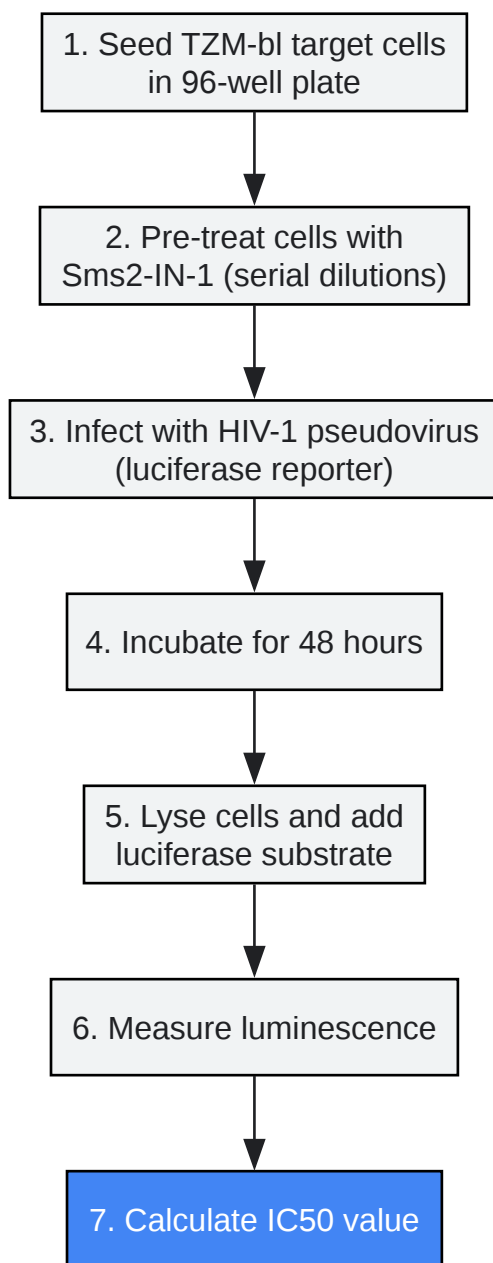 1. Seed TZM-bl target cells
in 96-well plate
2. Pre-treat cells with
Sms2-IN-1 (serial dilutions)
3. Infect with HIV-1 pseudovirus
(luciferase reporter)
4. Incubate for 48 hours
5. Lyse cells and add
luciferase substrate
6. Measure luminescence
7. Calculate IC50 value